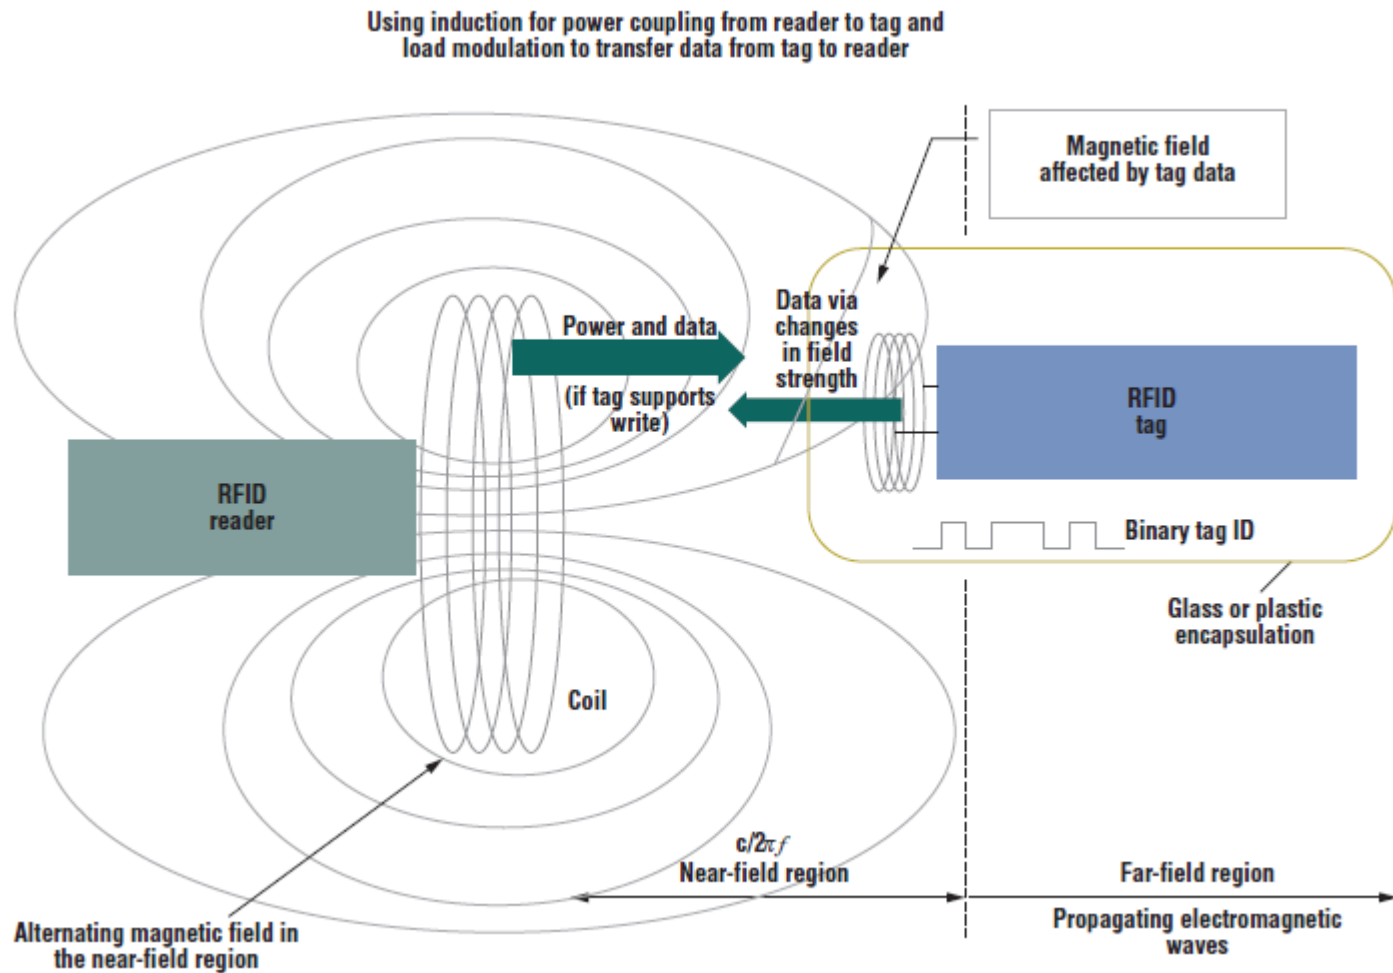 Using induction for power coupling from reader to tag and
load modulation to transfer data from tag to reader
Magnetic field
affected by tag data
Data via
changes
in field
strength
Power and data
(if tag supports
write)
RFID
tag
RFID
reader
Binary tag ID
Glass or plastic
encapsulation
Coil
c/2πf
Near-field region
Far-field region
Propagating electromagnetic
waves
Alternating magnetic field in
the near-field region